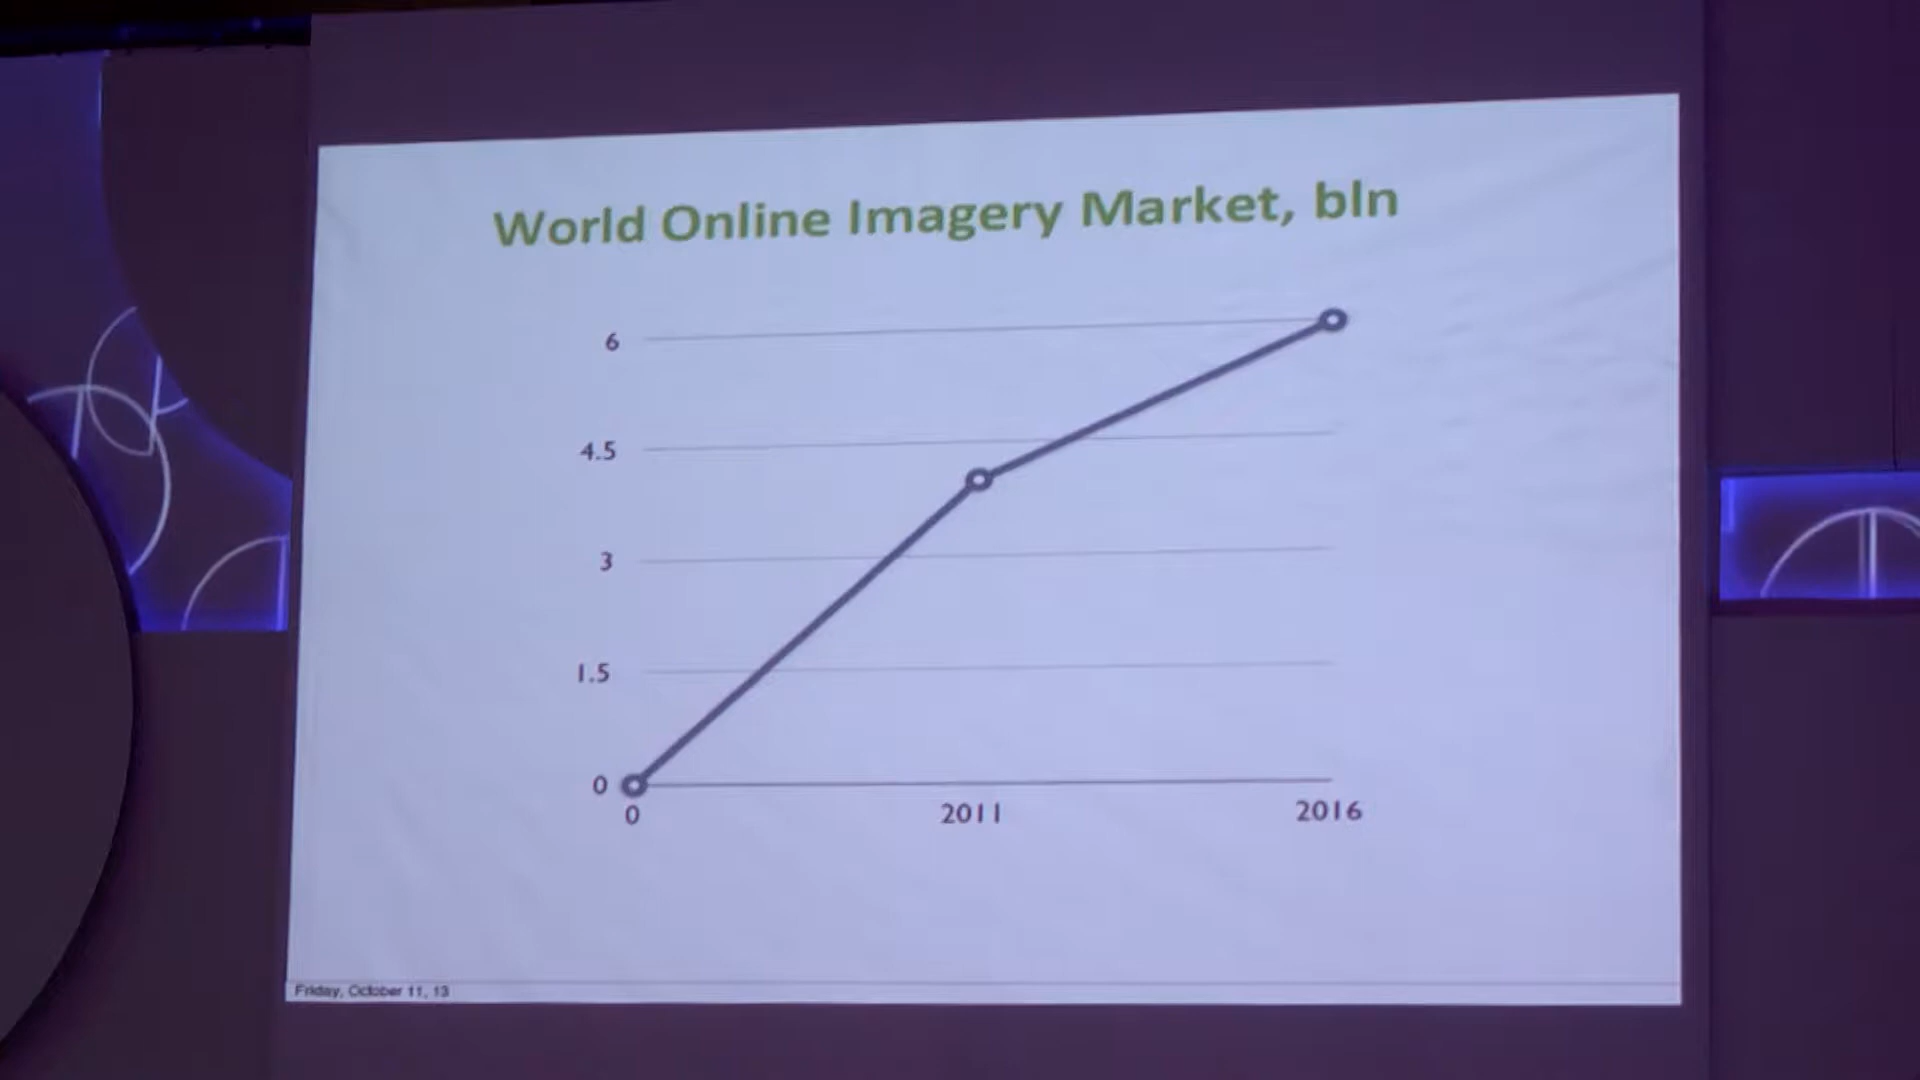 World Online Imagery Market, bln
6
4.5
3
1.5
0
0 2011 2016
Friday, October 11, 13